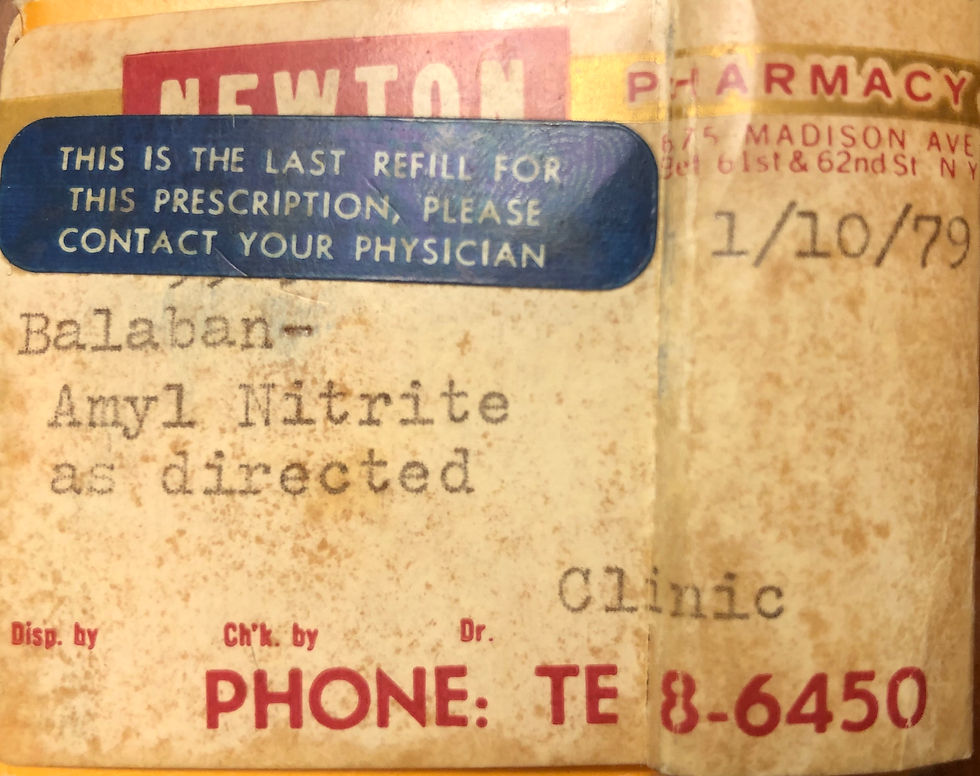 NEWTON PHARMACY
675 MADISON AVE
Bet 61st & 62nd St N Y
THIS IS THE LAST REFILL FOR
THIS PRESCRIPTION, PLEASE
CONTACT YOUR PHYSICIAN
1/10/79
Balaban-
Amyl Nitrite
as directed
Clinic
Disp. by Ch'k. by Dr.
PHONE: TE 8-6450